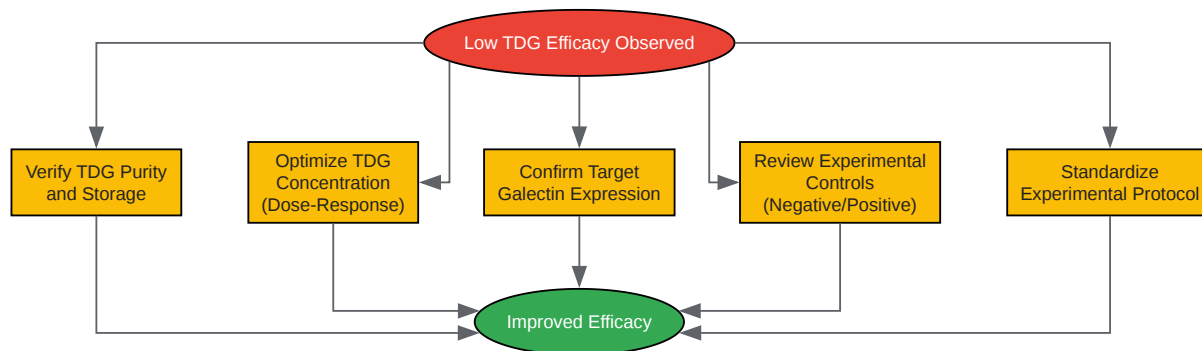 Low TDG Efficacy Observed
Verify TDG Purity
and Storage
Optimize TDG
Concentration
(Dose-Response)
Confirm Target
Galectin Expression
Review Experimental
Controls
(Negative/Positive)
Standardize
Experimental Protocol
Improved Efficacy